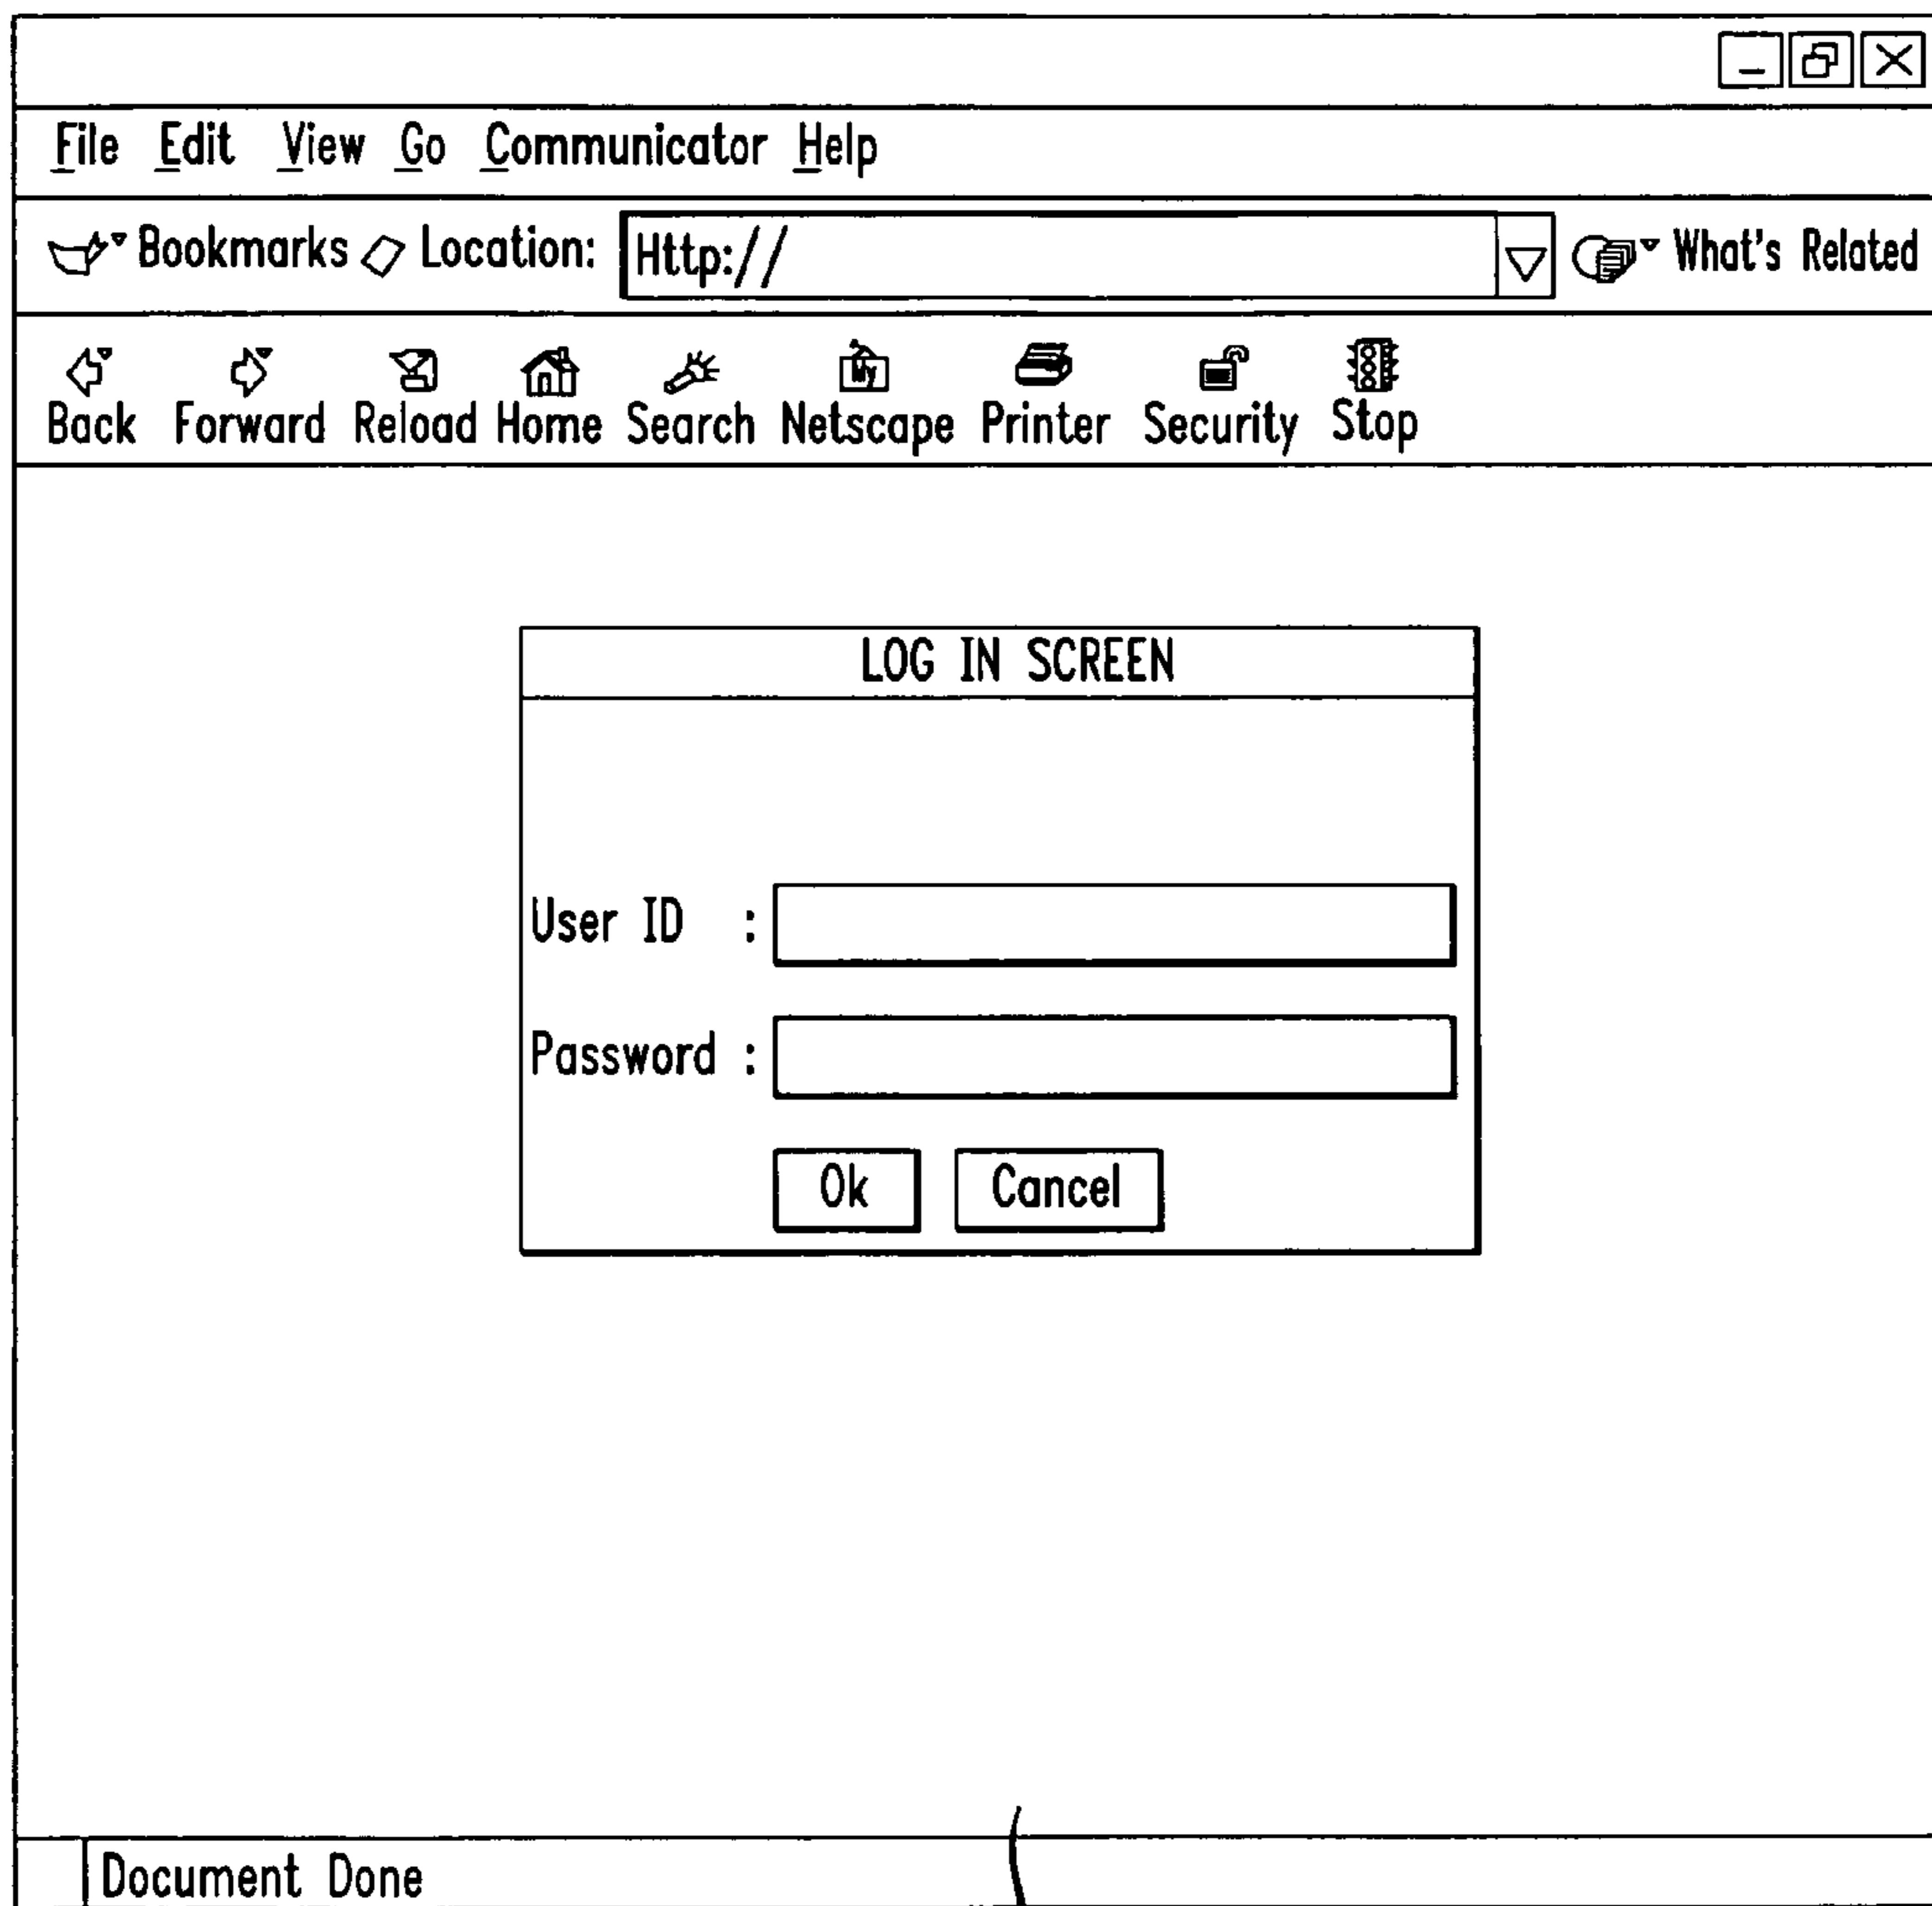 File Edit View Go Communicator Help
Bookmarks Location: Http:// What's Related
My
Back Forward Reload Home Search Netscape Printer Security Stop
LOG IN SCREEN
User ID :
Password :
Ok Cancel
Document Done